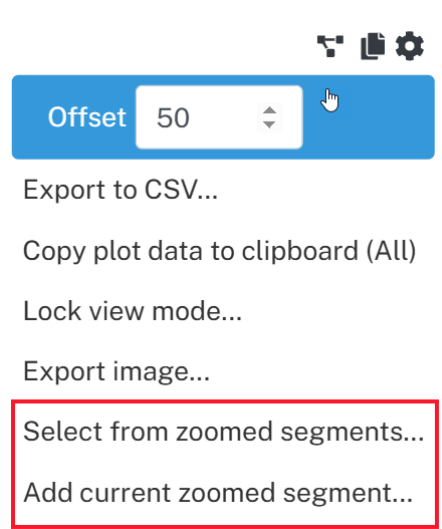 Offset 50
Export to CSV...
Copy plot data to clipboard (All)
Lock view mode...
Export image...
Select from zoomed segments...
Add current zoomed segment...